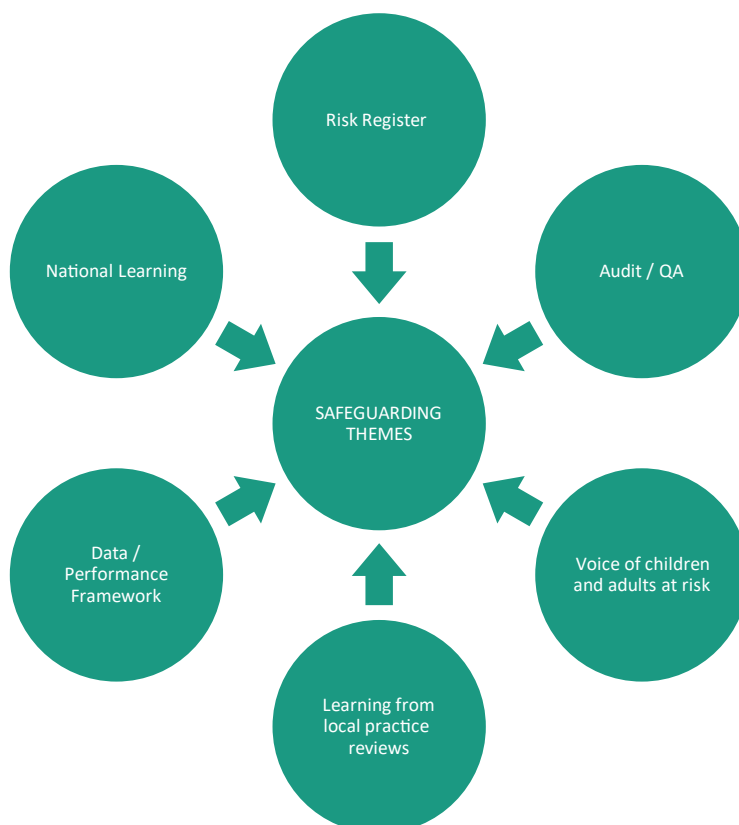 Risk Register
National Learning
Audit / QA
SAFEGUARDING
THEMES
Data /
Performance
Framework
Voice of children
and adults at risk
Learning from
local practice
reviews